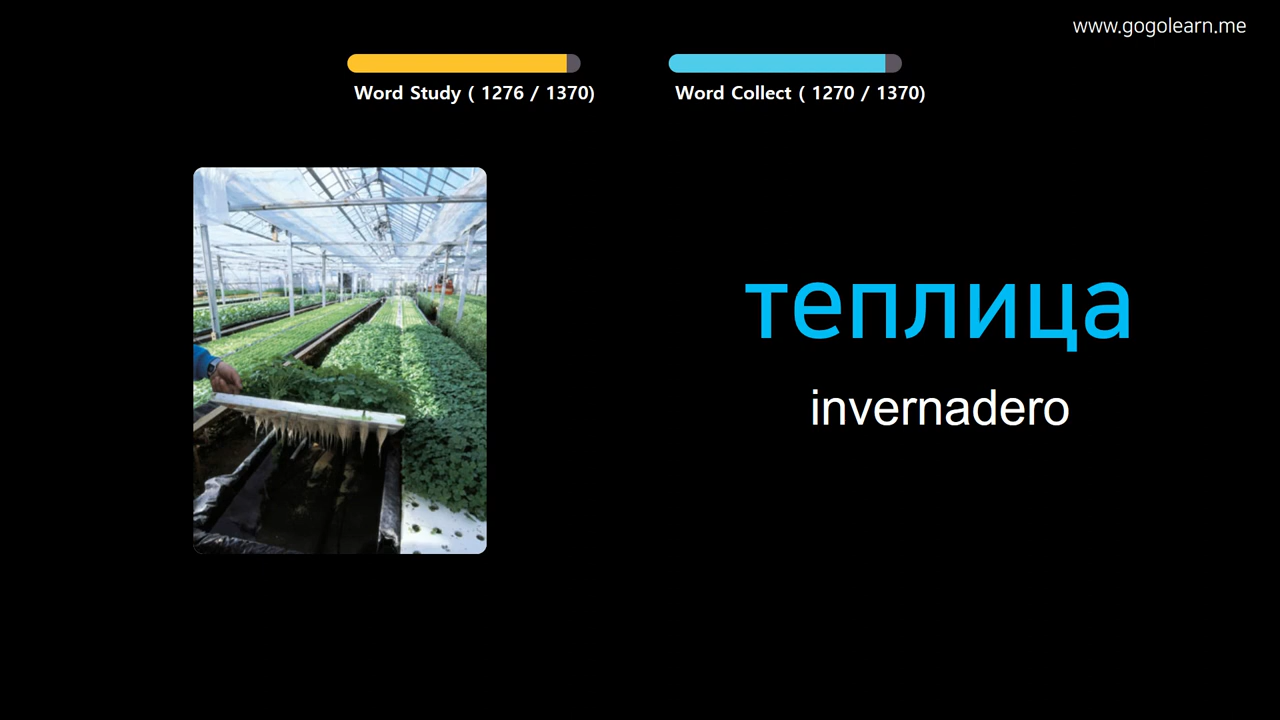 www.gogolearn.me
Word Study ( 1276 / 1370)
Word Collect ( 1270 / 1370)
теплица
invernadero